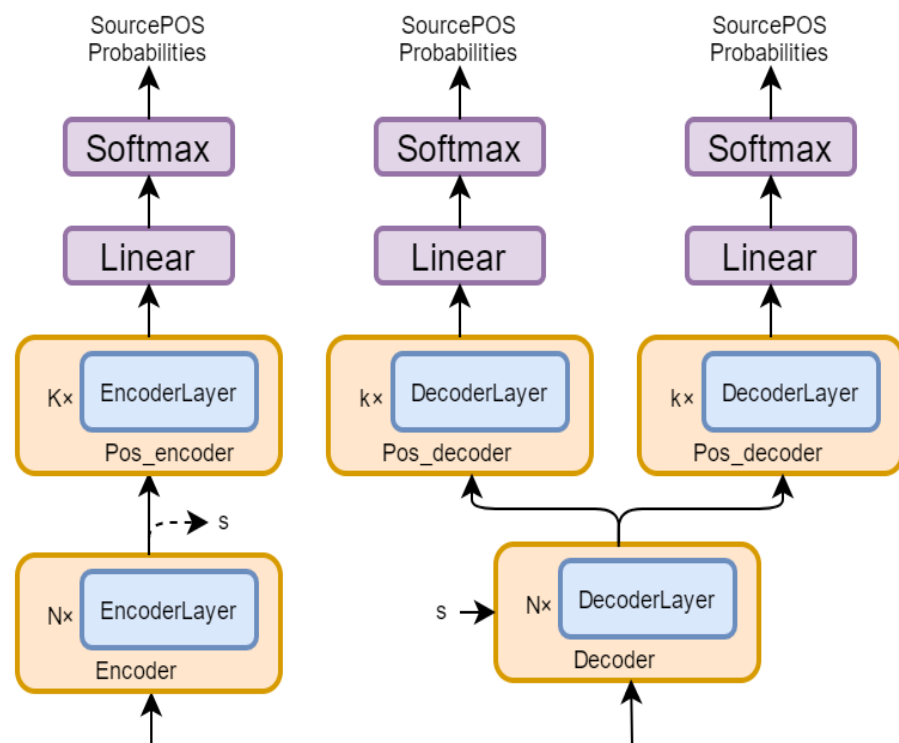 SourcePOS
Probabilities
SourcePOS
Probabilities
SourcePOS
Probabilities
Softmax
Softmax
Softmax
Linear
Linear
Linear
K×
EncoderLayer
Pos_encoder
k×
DecoderLayer
Pos_decoder
k×
DecoderLayer
Pos_decoder
s
N×
EncoderLayer
Encoder
s
N×
DecoderLayer
Decoder